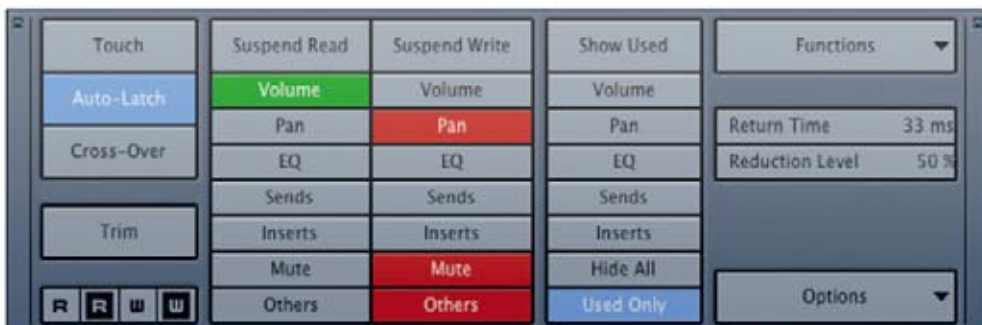 Touch
Auto-Latch
Cross-Over
Trim
R R W W
Suspend Read
Volume
Pan
EQ
Sends
Inserts
Mute
Others
Suspend Write
Volume
Pan
EQ
Sends
Inserts
Mute
Others
Show Used
Volume
Pan
EQ
Sends
Inserts
Hide All
Used Only
Functions
Return Time 33 ms
Reduction Level 50 %
Options